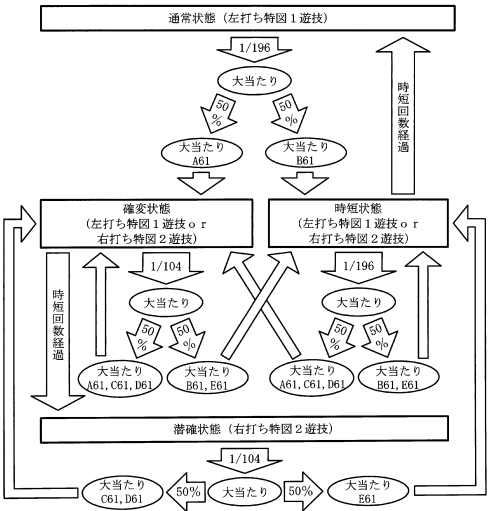 通常状態（左打ち特図１遊技）
1/196
大当たり
50%
50%
大当たり
A61
大当たり
B61
時短回数経過
確変状態
（左打ち特図１遊技ｏｒ
右打ち特図２遊技）
時短状態
（左打ち特図１遊技ｏｒ
右打ち特図２遊技）
時短回数経過
1/104
大当たり
50%
50%
大当たり
A61,C61,D61
大当たり
B61,E61
1/196
大当たり
50%
50%
大当たり
A61,C61,D61
大当たり
B61,E61
潜確状態（右打ち特図２遊技）
1/104
大当たり
C61,D61
50%
大当たり
50%
大当たり
E61